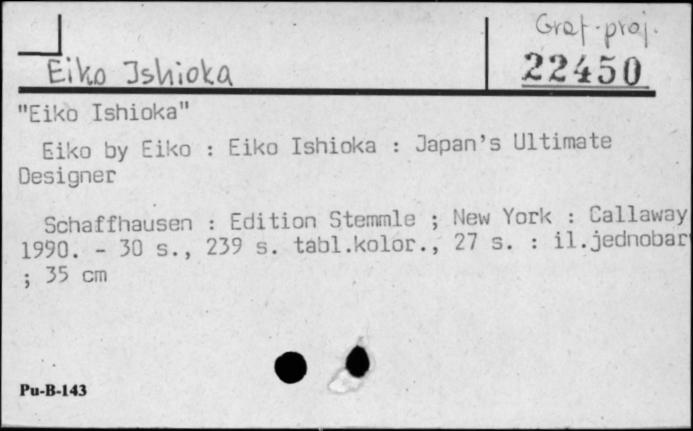 Graf. proj.
Eiko Ishioka
22450
"Eiko Ishioka"
Eiko by Eiko : Eiko Ishioka : Japan's Ultimate
Designer
Schaffhausen : Edition Stemmle ; New York : Callaway
1990. - 30 s., 239 s. tabl.kolor., 27 s. : il.jednobar
; 35 cm
Pu-B-143